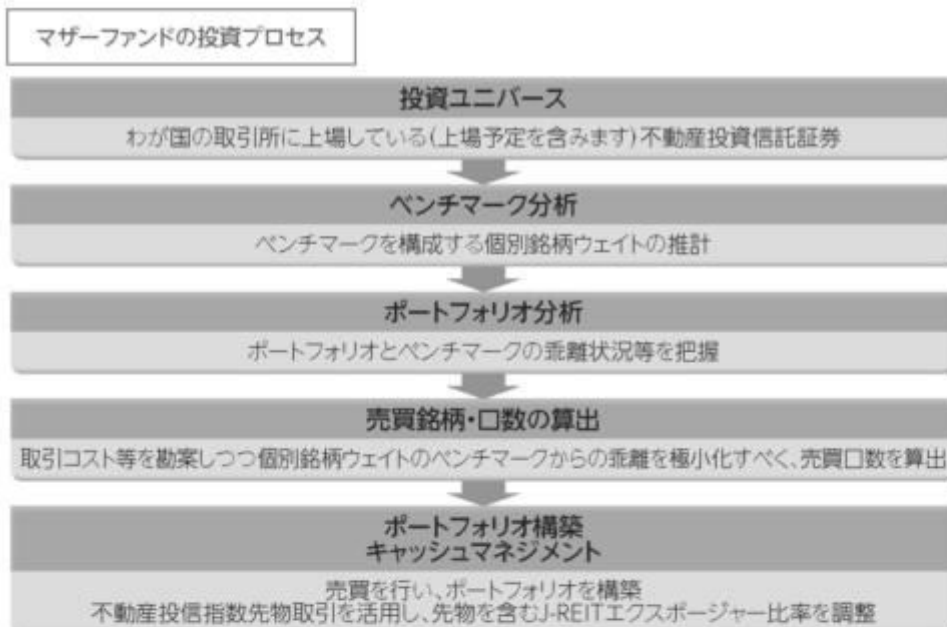 マザーファンドの投資プロセス
投資ユニバース
わが国の取引所に上場している(上場予定を含みます)不動産投資信託証券
ベンチマーク分析
ベンチマークを構成する個別銘柄ウェイトの推計
ポートフォリオ分析
ポートフォリオとベンチマークの乖離状況等を把握
売買銘柄・口数の算出
取引コスト等を勘案しつつ個別銘柄ウェイトのベンチマークからの乖離を極小化すべく、売買口数を算出
ポートフォリオ構築
キャッシュマネジメント
売買を行い、ポートフォリオを構築
不動産投信指数先物取引を活用し、先物を含むJ-REITエクスポージャー比率を調整